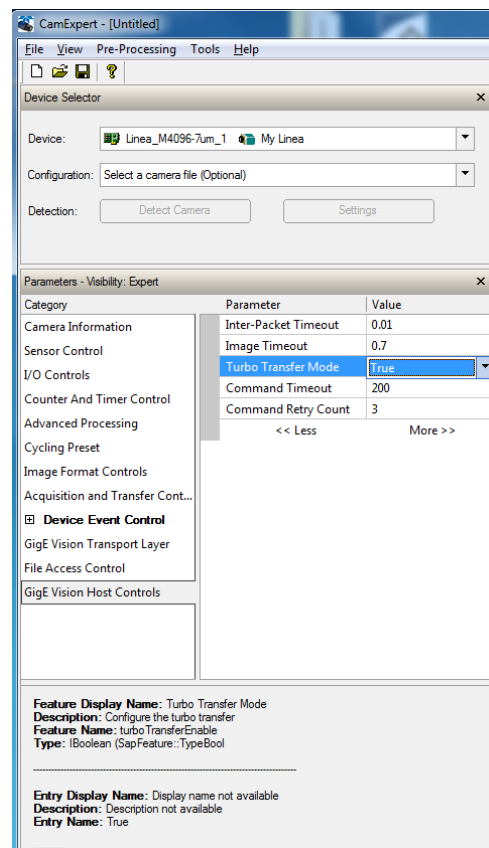 CamExpert - [Untitled]
File View Pre-Processing Tools Help
Device Selector
Device: Linea_M4096-7um_1 My Linea
Configuration: Select a camera file (Optional)
Detection: Detect Camera Settings
Parameters - Visibility: Expert
Category Parameter Value
Camera Information Inter-Packet Timeout 0.01
Sensor Control Image Timeout 0.7
I/O Controls Turbo Transfer Mode True
Counter And Timer Control Command Timeout 200
Advanced Processing Command Retry Count 3
Cycling Preset << Less More >>
Image Format Controls
Acquisition and Transfer Cont...
Device Event Control
GigE Vision Transport Layer
File Access Control
GigE Vision Host Controls
Feature Display Name: Turbo Transfer Mode
Description: Configure the turbo transfer
Feature Name: turboTransferEnable
Type: IBoolean (SapFeature::TypeBool
Entry Display Name: Display name not available
Description: Description not available
Entry Name: True